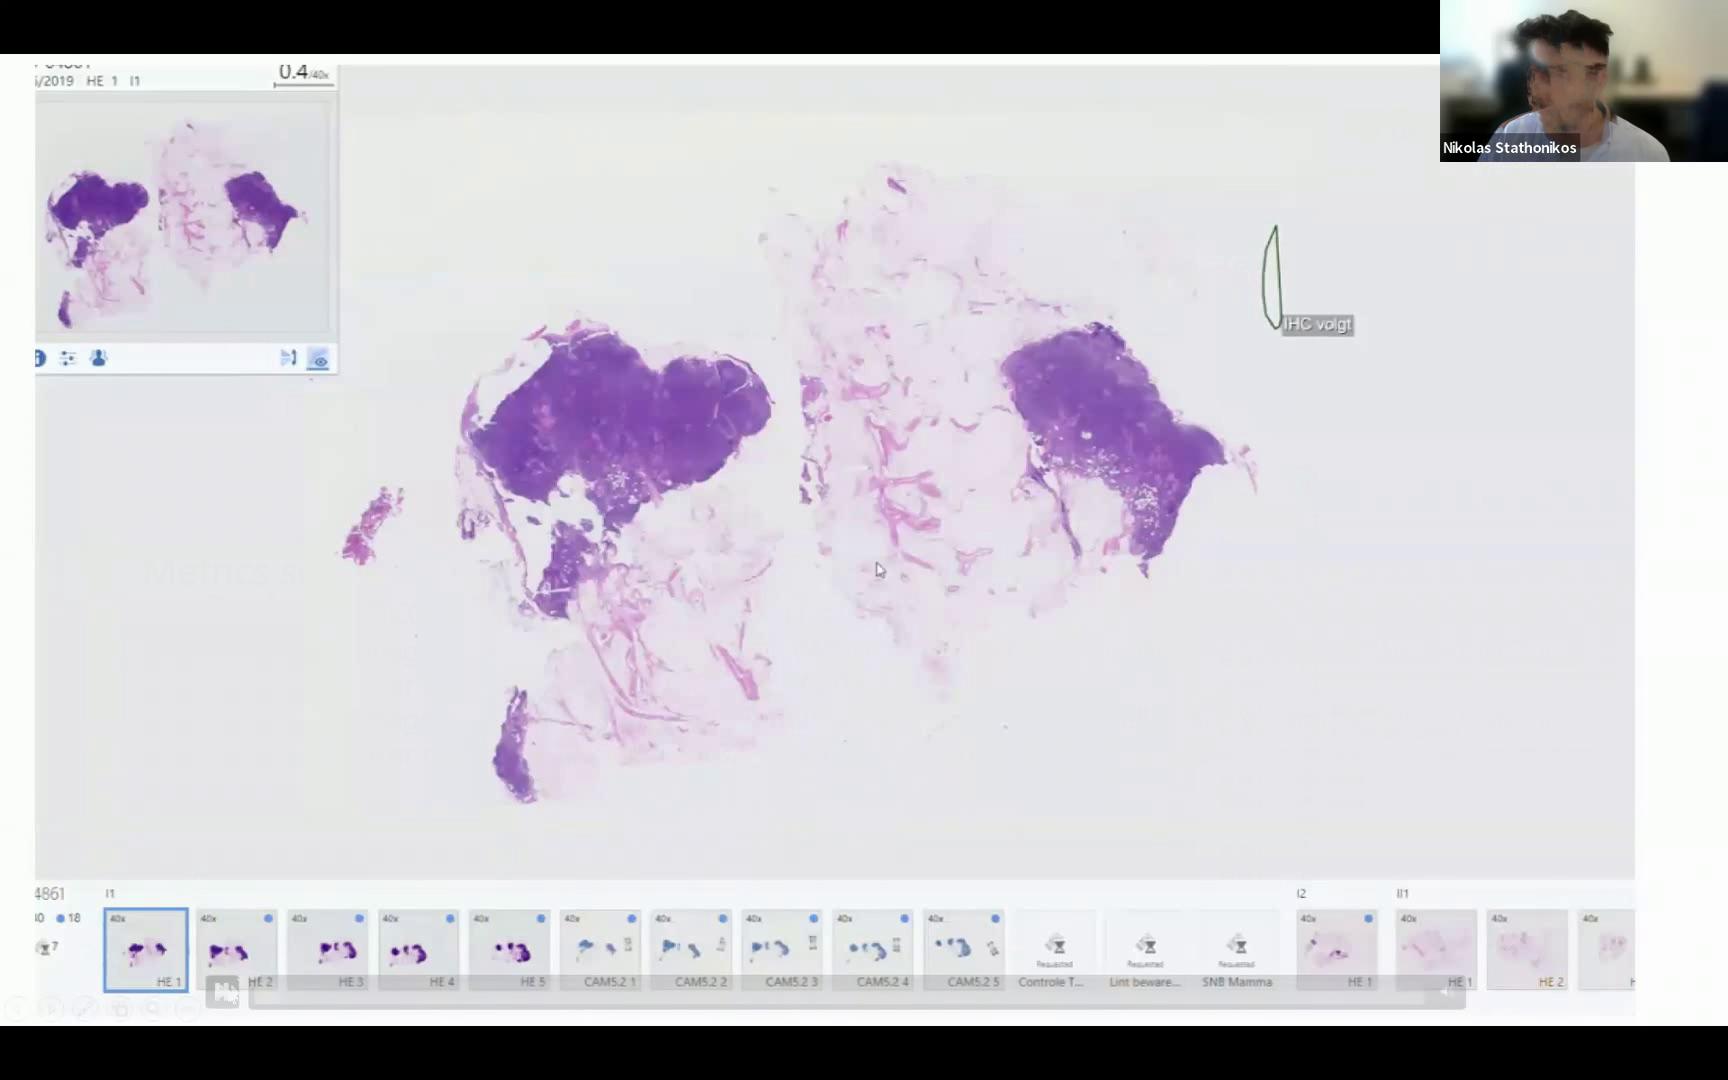 5/2019 HE 1 I1
0.4/40x
Nikolas Stathonikos
IHC volgt
Metrics
4861 I1 I2 II1
18
7
40x 40x 40x 40x 40x 40x 40x 40x 40x 40x 40x 40x 40x 40x
Requested Requested Requested
HE 1 HE 2 HE 3 HE 4 HE 5 CAM5.2 1 CAM5.2 2 CAM5.2 3 CAM5.2 4 CAM5.2 5 Controle T... Lint beware... SNB Mamma HE 1 HE 1 HE 2